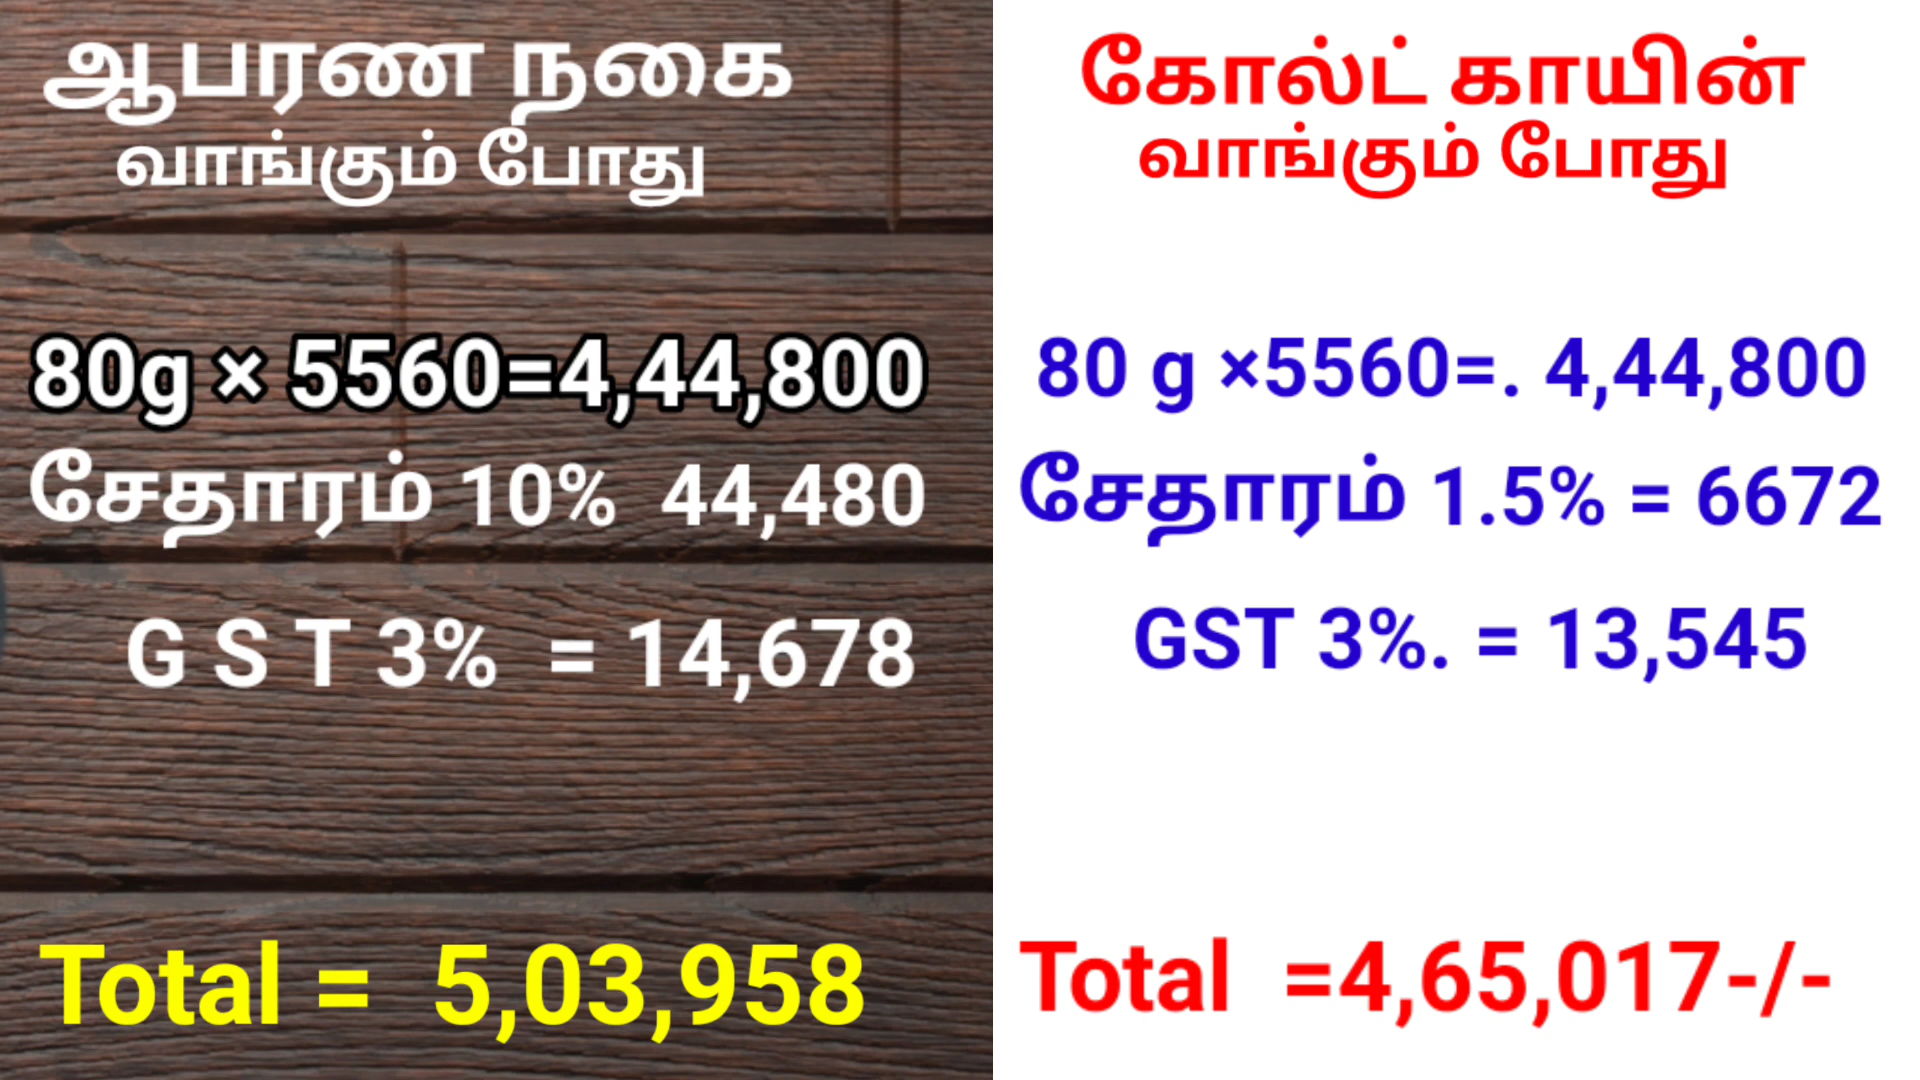 ஆபரண நகை
வாங்கும் போது
80g × 5560=4,44,800
சேதாரம் 10% 44,480
G S T 3% = 14,678
Total = 5,03,958
கோல்ட் காயின்
வாங்கும் போது
80 g ×5560=. 4,44,800
சேதாரம் 1.5% = 6672
GST 3%. = 13,545
Total =4,65,017-/-